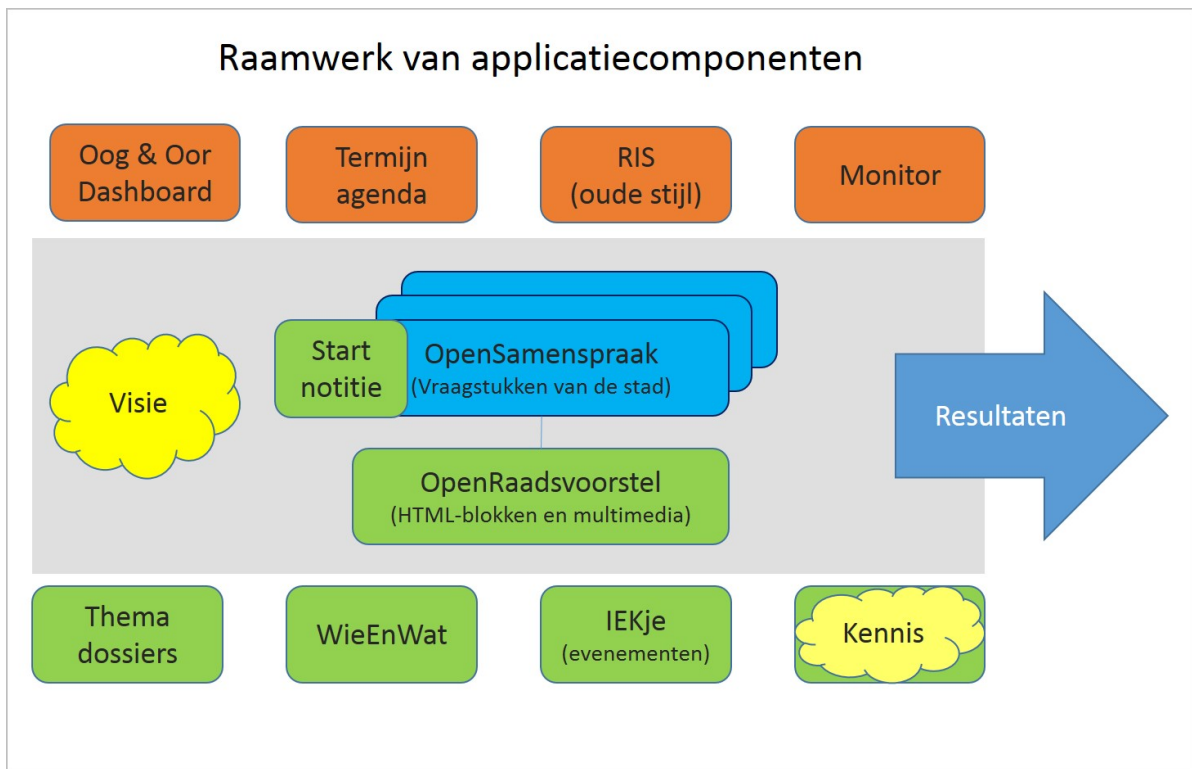 Raamwerk van applicatiecomponenten
Oog & Oor
Dashboard
Termijn
agenda
RIS
(oude stijl)
Monitor
Visie
Start
notitie
OpenSamenspraak
(Vraagstukken van de stad)
OpenRaadsvoorstel
(HTML-blokken en multimedia)
Resultaten
Thema
dossiers
WieEnWat
IEKje
(evenementen)
Kennis